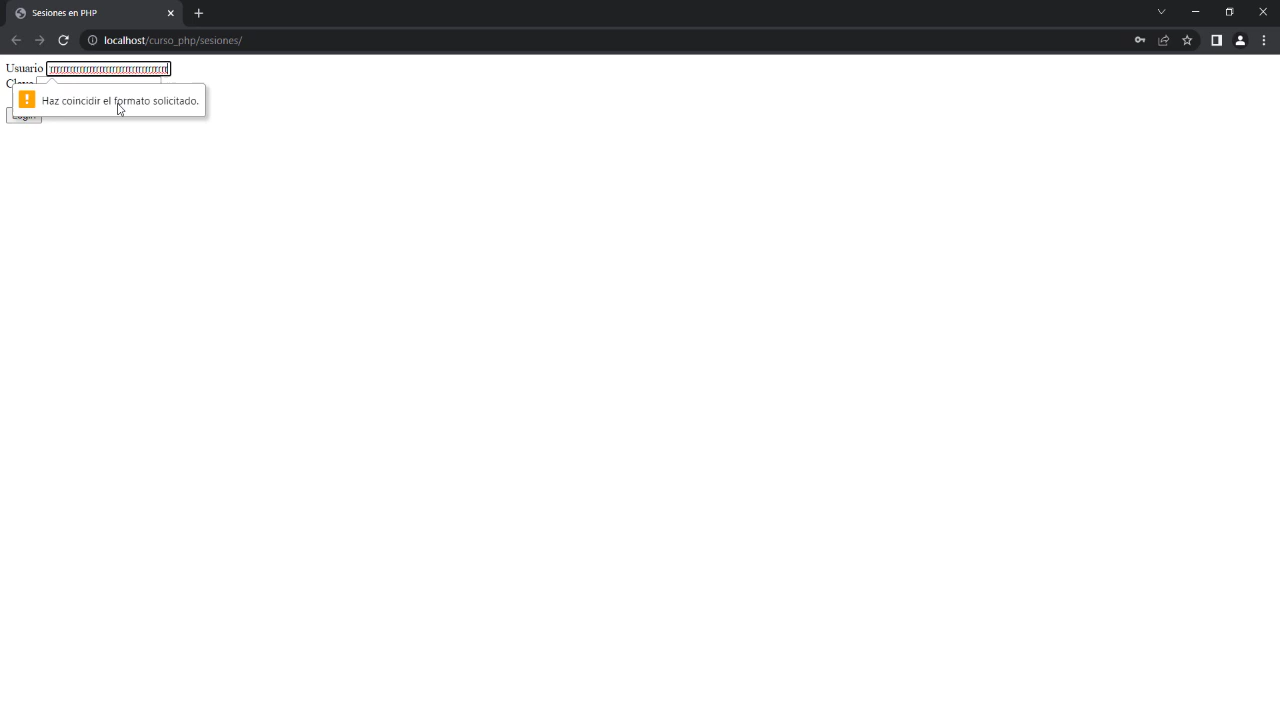 Sesiones en PHP
localhost/curso_php/sesiones/
Usuario
Haz coincidir el formato solicitado.